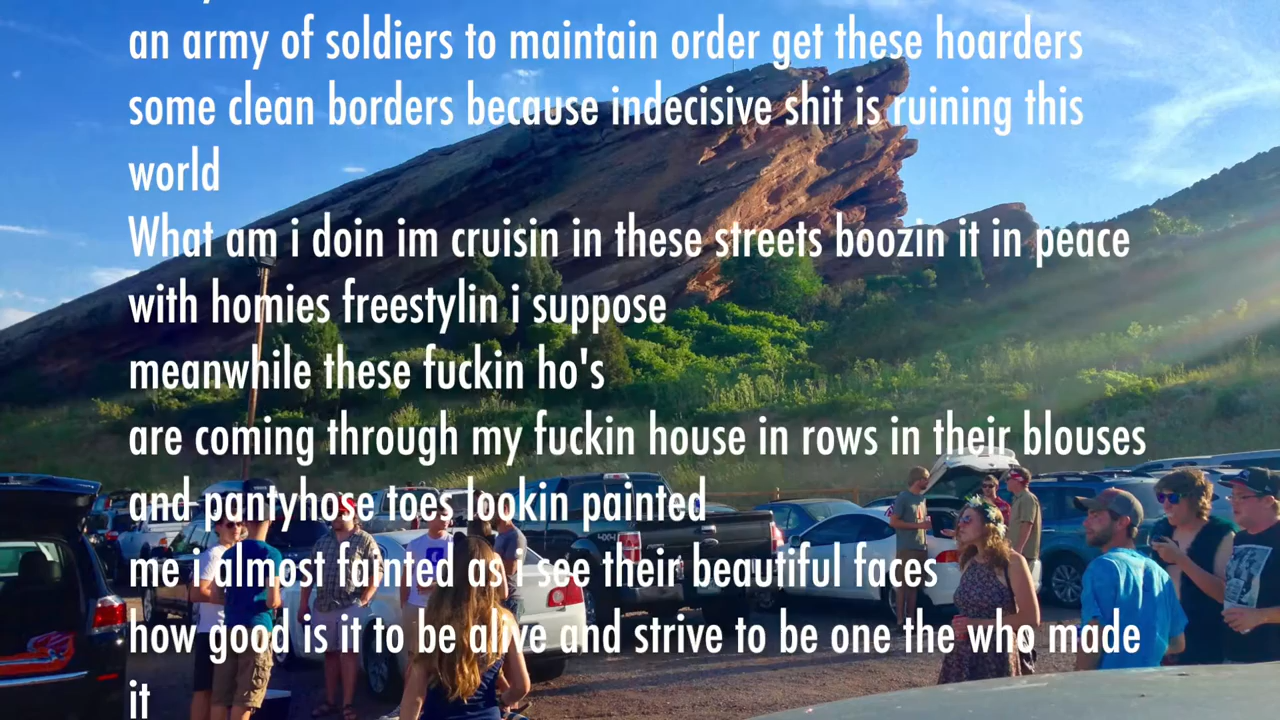 an army of soldiers to maintain order get these hoarders
some clean borders because indecisive shit is ruining this
world
What am i doin im cruisin in these streets boozin it in peace
with homies freestylin i suppose
meanwhile these fuckin ho's
are coming through my fuckin house in rows in their blouses
and pantyhose toes lookin painted
me i almost fainted as i see their beautiful faces
how good is it to be alive and strive to be one the who made
it
4X4